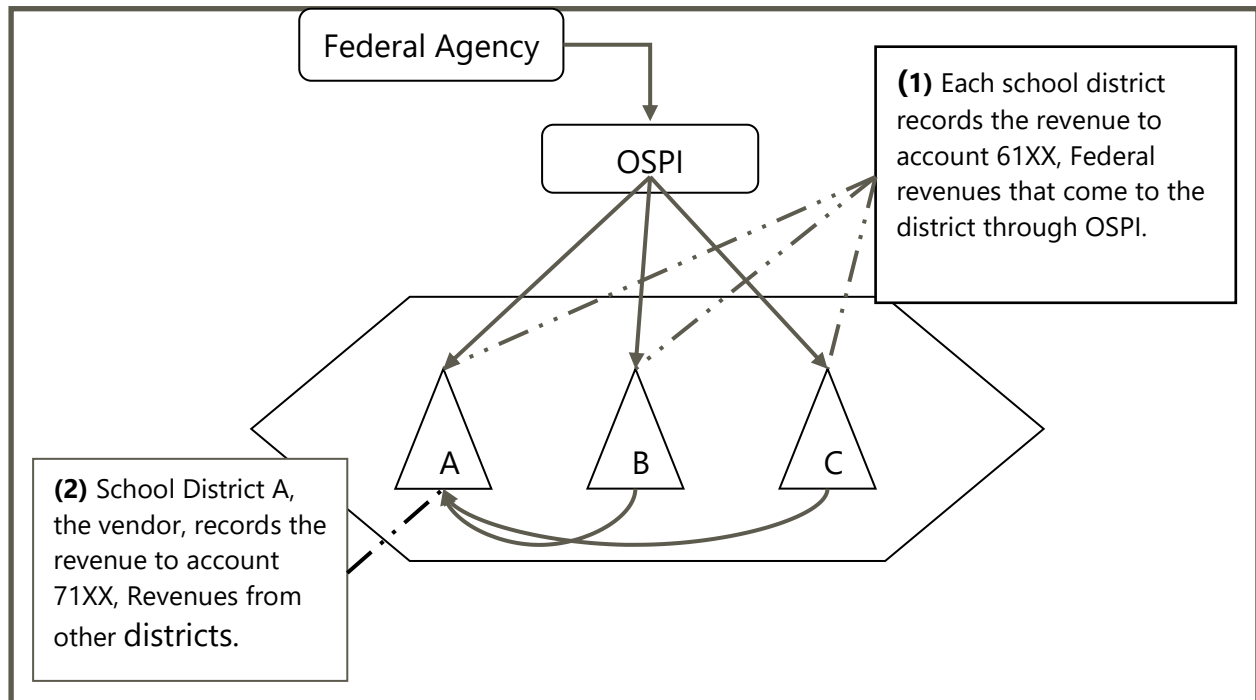 Federal Agency
OSPI
(1) Each school district
records the revenue to
account 61XX, Federal
revenues that come to the
district through OSPI.
A
B
C
(2) School District A,
the vendor, records the
revenue to account
71XX, Revenues from
other districts.